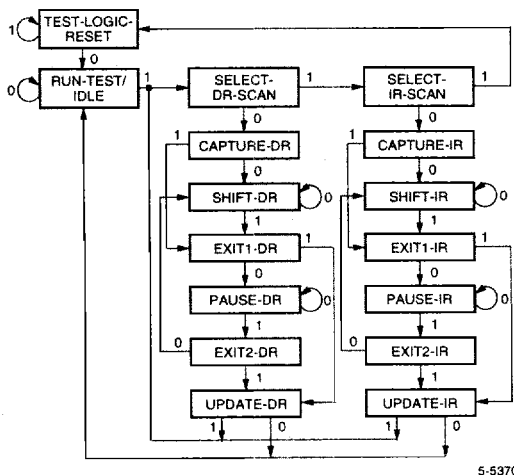 TEST-LOGIC-
RESET
1
0
RUN-TEST/
IDLE
0
1
SELECT-
DR-SCAN
1
SELECT-
IR-SCAN
1
0
0
1
CAPTURE-DR
1
CAPTURE-IR
0
0
SHIFT-DR
0
SHIFT-IR
0
1
1
EXIT1-DR
1
EXIT1-IR
1
0
0
PAUSE-DR
0
PAUSE-IR
0
1
1
0
EXIT2-DR
0
EXIT2-IR
1
1
UPDATE-DR
UPDATE-IR
1
0
1
0
5-5370